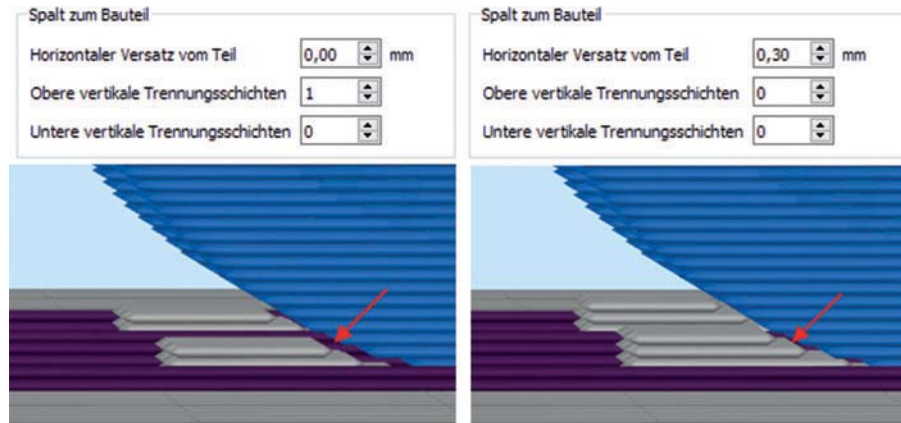 Spalt zum Bauteil
Horizontaler Versatz vom Teil 0,00 mm
Obere vertikale Trennungsschichten 1
Untere vertikale Trennungsschichten 0
Spalt zum Bauteil
Horizontaler Versatz vom Teil 0,30 mm
Obere vertikale Trennungsschichten 0
Untere vertikale Trennungsschichten 0